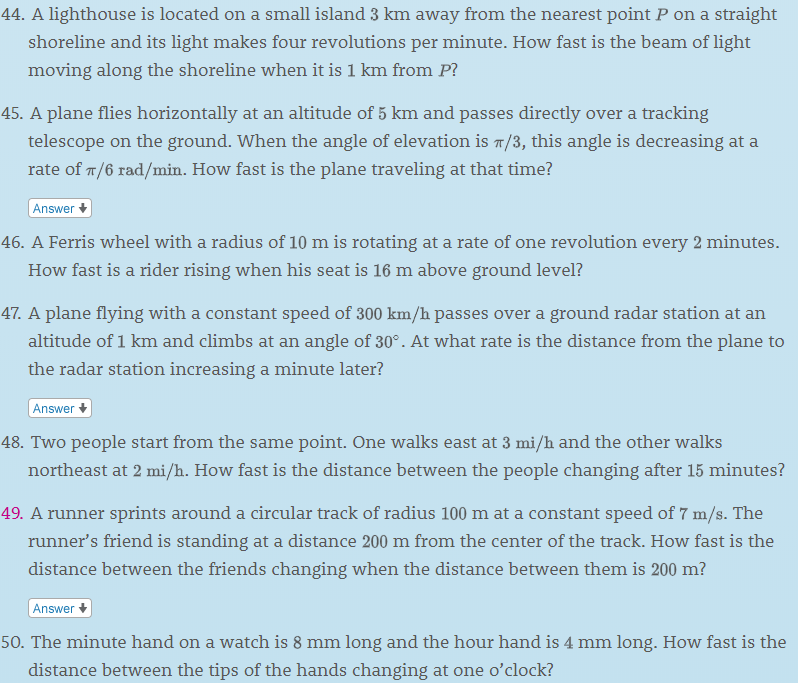 44. A lighthouse is located on a small island 3 km away from the nearest point P on a straight
shoreline and its light makes four revolutions per minute. How fast is the beam of light
moving along the shoreline when it is 1 km from P?
45. A plane flies horizontally at an altitude of 5 km and passes directly over a tracking
telescope on the ground. When the angle of elevation is π/3, this angle is decreasing at a
rate of π/6 rad/min. How fast is the plane traveling at that time?
Answer 🡇
46. A Ferris wheel with a radius of 10 m is rotating at a rate of one revolution every 2 minutes.
How fast is a rider rising when his seat is 16 m above ground level?
47. A plane flying with a constant speed of 300 km/h passes over a ground radar station at an
altitude of 1 km and climbs at an angle of 30°. At what rate is the distance from the plane to
the radar station increasing a minute later?
Answer 🡇
48. Two people start from the same point. One walks east at 3 mi/h and the other walks
northeast at 2 mi/h. How fast is the distance between the people changing after 15 minutes?
49. A runner sprints around a circular track of radius 100 m at a constant speed of 7 m/s. The
runner's friend is standing at a distance 200 m from the center of the track. How fast is the
distance between the friends changing when the distance between them is 200 m?
Answer 🡇
50. The minute hand on a watch is 8 mm long and the hour hand is 4 mm long. How fast is the
distance between the tips of the hands changing at one o'clock?